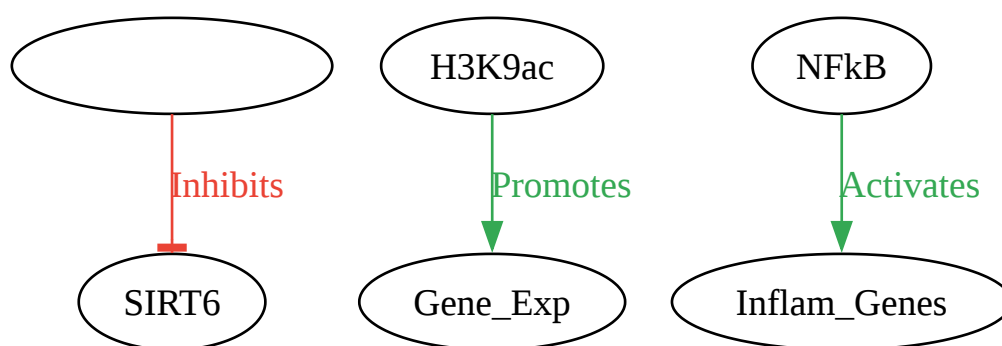 H3K9ac
NFkB
Inhibits
Promotes
Activates
SIRT6
Gene_Exp
Inflam_Genes